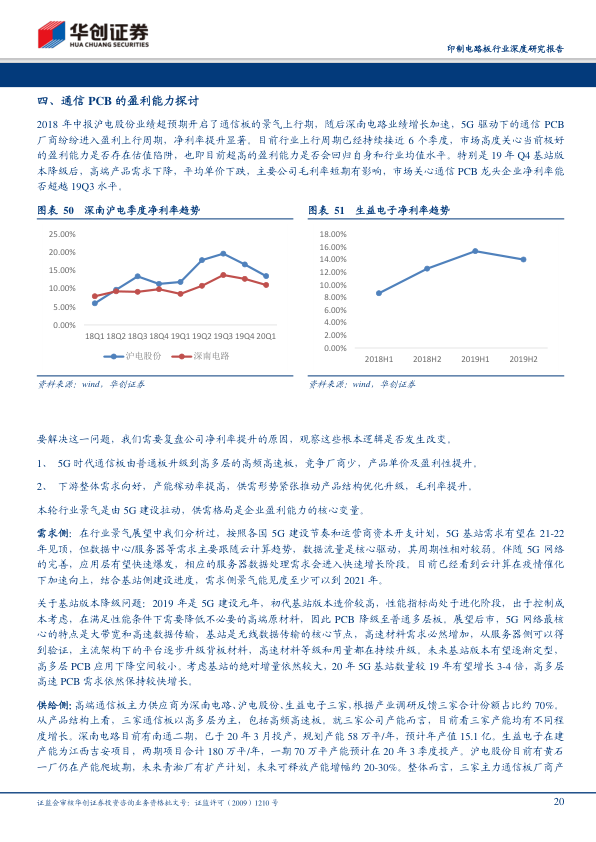 华创证券
HUA CHUANG SECURITIES
印制电路板行业深度研究报告
四、通信 PCB 的盈利能力探讨
2018 年中报沪电股份业绩超预期开启了通信板的景气上行期，随后深南电路业绩增长加速，5G 驱动下的通信 PCB
厂商纷纷进入盈利上行周期，净利率提升显著。目前行业上行周期已经持续接近 6 个季度，市场高度关心当前极好
的盈利能力是否存在估值陷阱，也即目前超高的盈利能力是否会回归自身和行业均值水平。特别是 19 年 Q4 基站版
本降级后，高端产品需求下降，平均单价下跌，主要公司毛利率短期有影响，市场关心通信 PCB 龙头企业净利率能
否超越 19Q3 水平。
图表 50 深南沪电季度净利率趋势
25.00%
20.00%
15.00%
10.00%
5.00%
0.00%
18Q1 18Q2 18Q3 18Q4 19Q1 19Q2 19Q3 19Q4 20Q1
沪电股份 深南电路
资料来源：wind，华创证券
图表 51 生益电子净利率趋势
18.00%
16.00%
14.00%
12.00%
10.00%
8.00%
6.00%
4.00%
2.00%
0.00%
2018H1 2018H2 2019H1 2019H2
资料来源：wind，华创证券
要解决这一问题，我们需要复盘公司净利率提升的原因、观察这些根本逻辑是否发生改变。
1、 5G 时代通信板由普通板升级到高多层的高频高速板，竞争厂商少，产品单价及盈利性提升。
2、 下游整体需求向好，产能稼动率提高，供需形势紧张推动产品结构优化升级，毛利率提升。
本轮行业景气是由 5G 建设拉动，供需格局是企业盈利能力的核心变量。
需求侧：在行业景气展望中我们分析过，按照各国 5G 建设节奏和运营商资本开支计划，5G 基站需求有望在 21-22
年见顶，但数据中心/服务器等需求主要跟随云计算趋势，数据流量是核心驱动，其周期性相对较弱。伴随 5G 网络
的完善，应用层有望快速爆发，相应的服务器数据处理需求会进入快速增长阶段。目前已经看到云计算在疫情催化
下加速向上，结合基站侧建设进度，需求侧景气能见度至少可以到 2021 年。
关于基站版本降级问题：2019 年是 5G 建设元年，初代基站版本造价较高，性能指标尚处于进化阶段，出于控制成
本考虑，在满足性能条件下需要降低不必要的高端原材料，因此 PCB 降级至普通多层板。展望后市，5G 网络最核
心的特点是大带宽和高速数据传输，基站是无线数据传输的核心节点，高速材料需求必然增加，从服务器侧可以得
到验证，主流架构下的平台逐步升级背板材料，高速材料等级和用量都在持续升级。未来基站版本有望逐渐定型，
高多层 PCB 应用下降空间较小。考虑基站的绝对增量依然较大，20 年 5G 基站数量较 19 年有望增长 3-4 倍，高多层
高速 PCB 需求依然保持较快增长。
供给侧：高端通信板主力供应商为深南电路、沪电股份、生益电子三家，根据产业调研反馈三家合计份额占比约 70%。
从产品结构上看，三家通信板以高多层为主，包括高频高速板。就三家公司产能而言，目前看三家产能均有不同程
度增长。深南电路目前有南通二期，已于 20 年 3 月投产，规划产能 58 万平/年，预计年产值 15.1 亿。生益电子在建
产能为江西吉安项目，两期项目合计 180 万平/年，一期 70 万平产能预计在 20 年 3 季度投产。沪电股份目前有黄石
一厂仍在产能爬坡期，未来青淞厂有扩产计划，未来可释放产能增幅约 20-30%。整体而言，三家主力通信板厂商产
证监会审核华创证券投资咨询业务资格批文号：证监许可（2009）1210 号
20